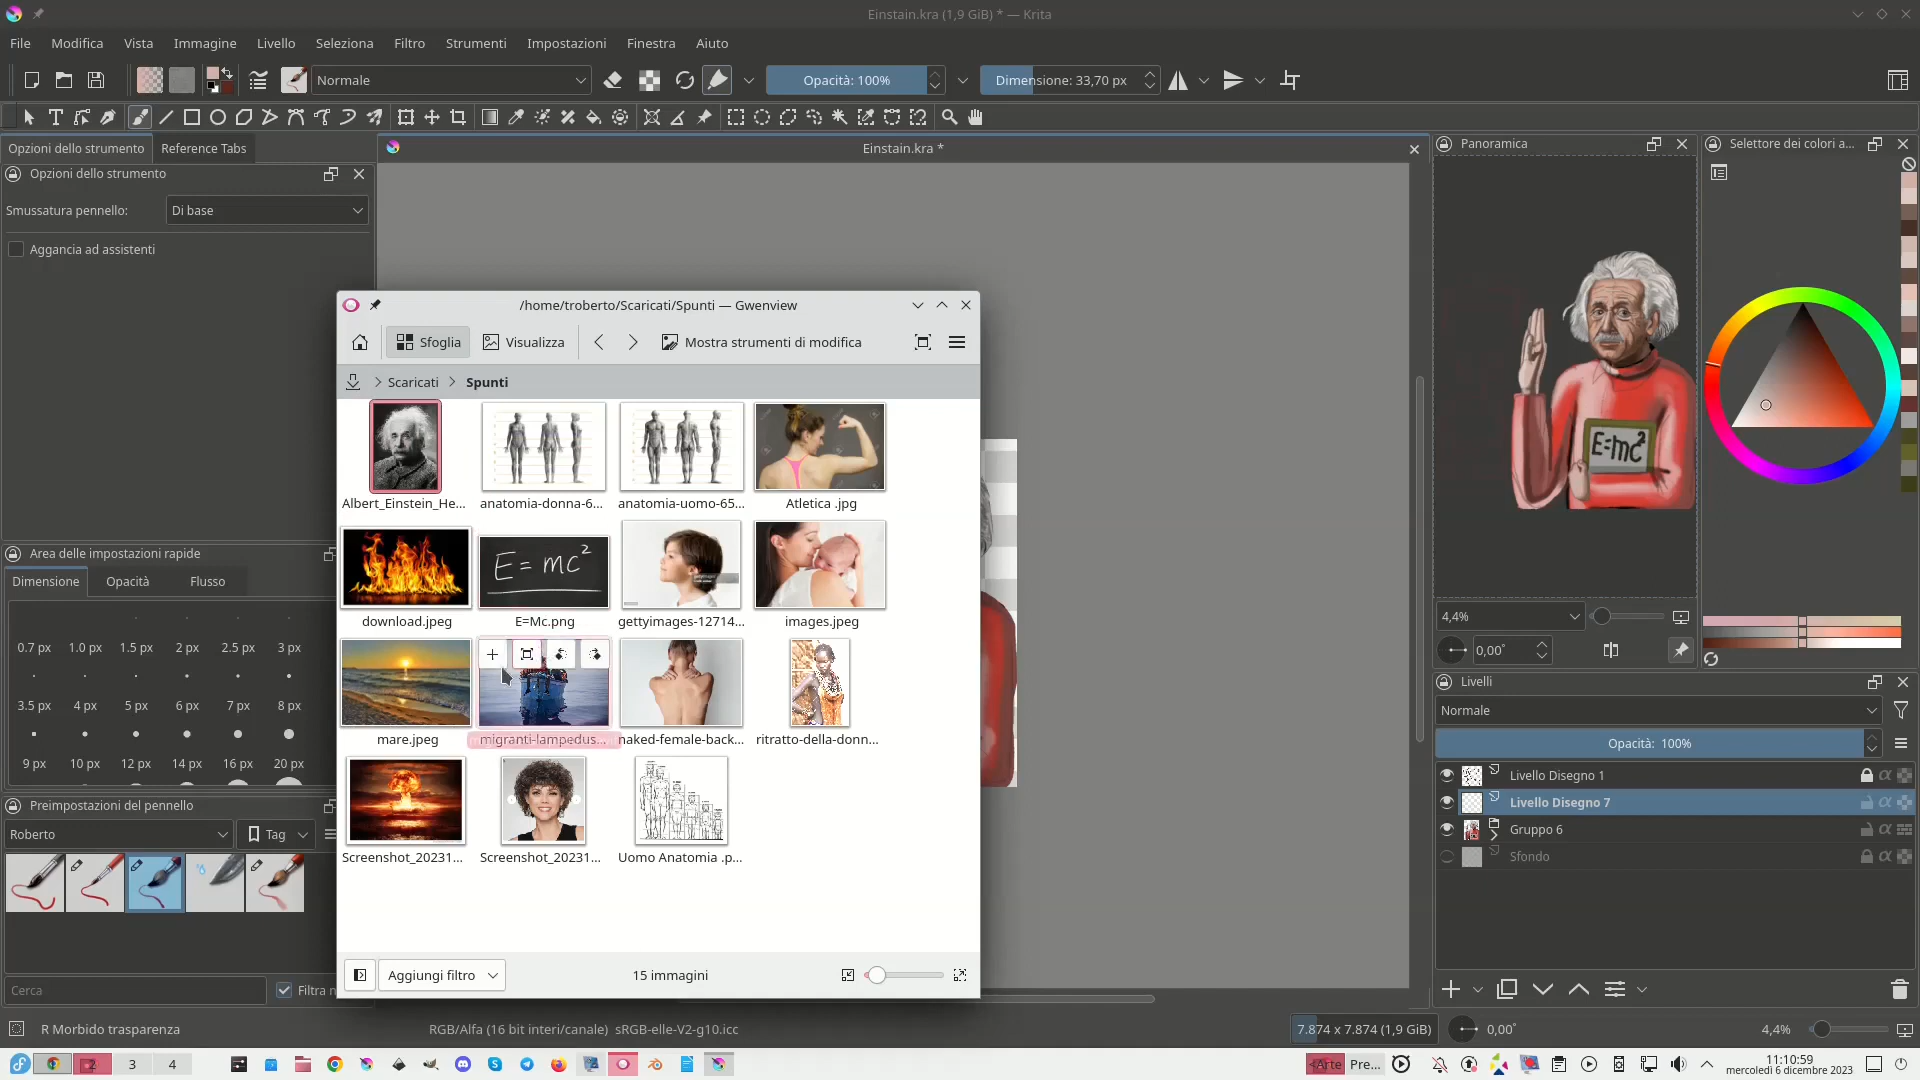 Einstain.kra (1,9 GiB) * — Krita
File Modifica Vista Immagine Livello Seleziona Filtro Strumenti Impostazioni Finestra Aiuto
Normale
Opacità: 100%
Dimensione: 33,70 px
Opzioni dello strumento
Reference Tabs
Einstain.kra *
Panoramica
Selettore dei colori a...
Opzioni dello strumento
Smussatura pennello:
Di base
Aggancia ad assistenti
/home/troberto/Scaricati/Spunti — Gwenview
Sfoglia
Visualizza
Mostra strumenti di modifica
Scaricati
Spunti
Albert_Einstein_He...
anatomia-donna-6...
anatomia-uomo-65...
Atletica .jpg
E = mc2
download.jpeg
E=Mc.png
gettyimages-12714...
images.jpeg
mare.jpeg
migranti-lampedus...
naked-female-back...
ritratto-della-donn...
Screenshot_20231...
Screenshot_20231...
Uomo Anatomia .p...
Aggiungi filtro
15 immagini
Area delle impostazioni rapide
Dimensione
Opacità
Flusso
0.7 px 1.0 px 1.5 px 2 px 2.5 px 3 px
3.5 px 4 px 5 px 6 px 7 px 8 px
9 px 10 px 12 px 14 px 16 px 20 px
Preimpostazioni del pennello
Roberto
Tag
Cerca
Filtra n
E=mc2
4,4%
0,00°
Livelli
Normale
Opacità: 100%
Livello Disegno 1
Livello Disegno 7
Gruppo 6
Sfondo
R Morbido trasparenza
RGB/Alfa (16 bit interi/canale) sRGB-elle-V2-g10.icc
7.874 x 7.874 (1,9 GiB)
0,00°
4,4%
2 3 4
Arte
Pre...
11:10:59
mercoledì 6 dicembre 2023